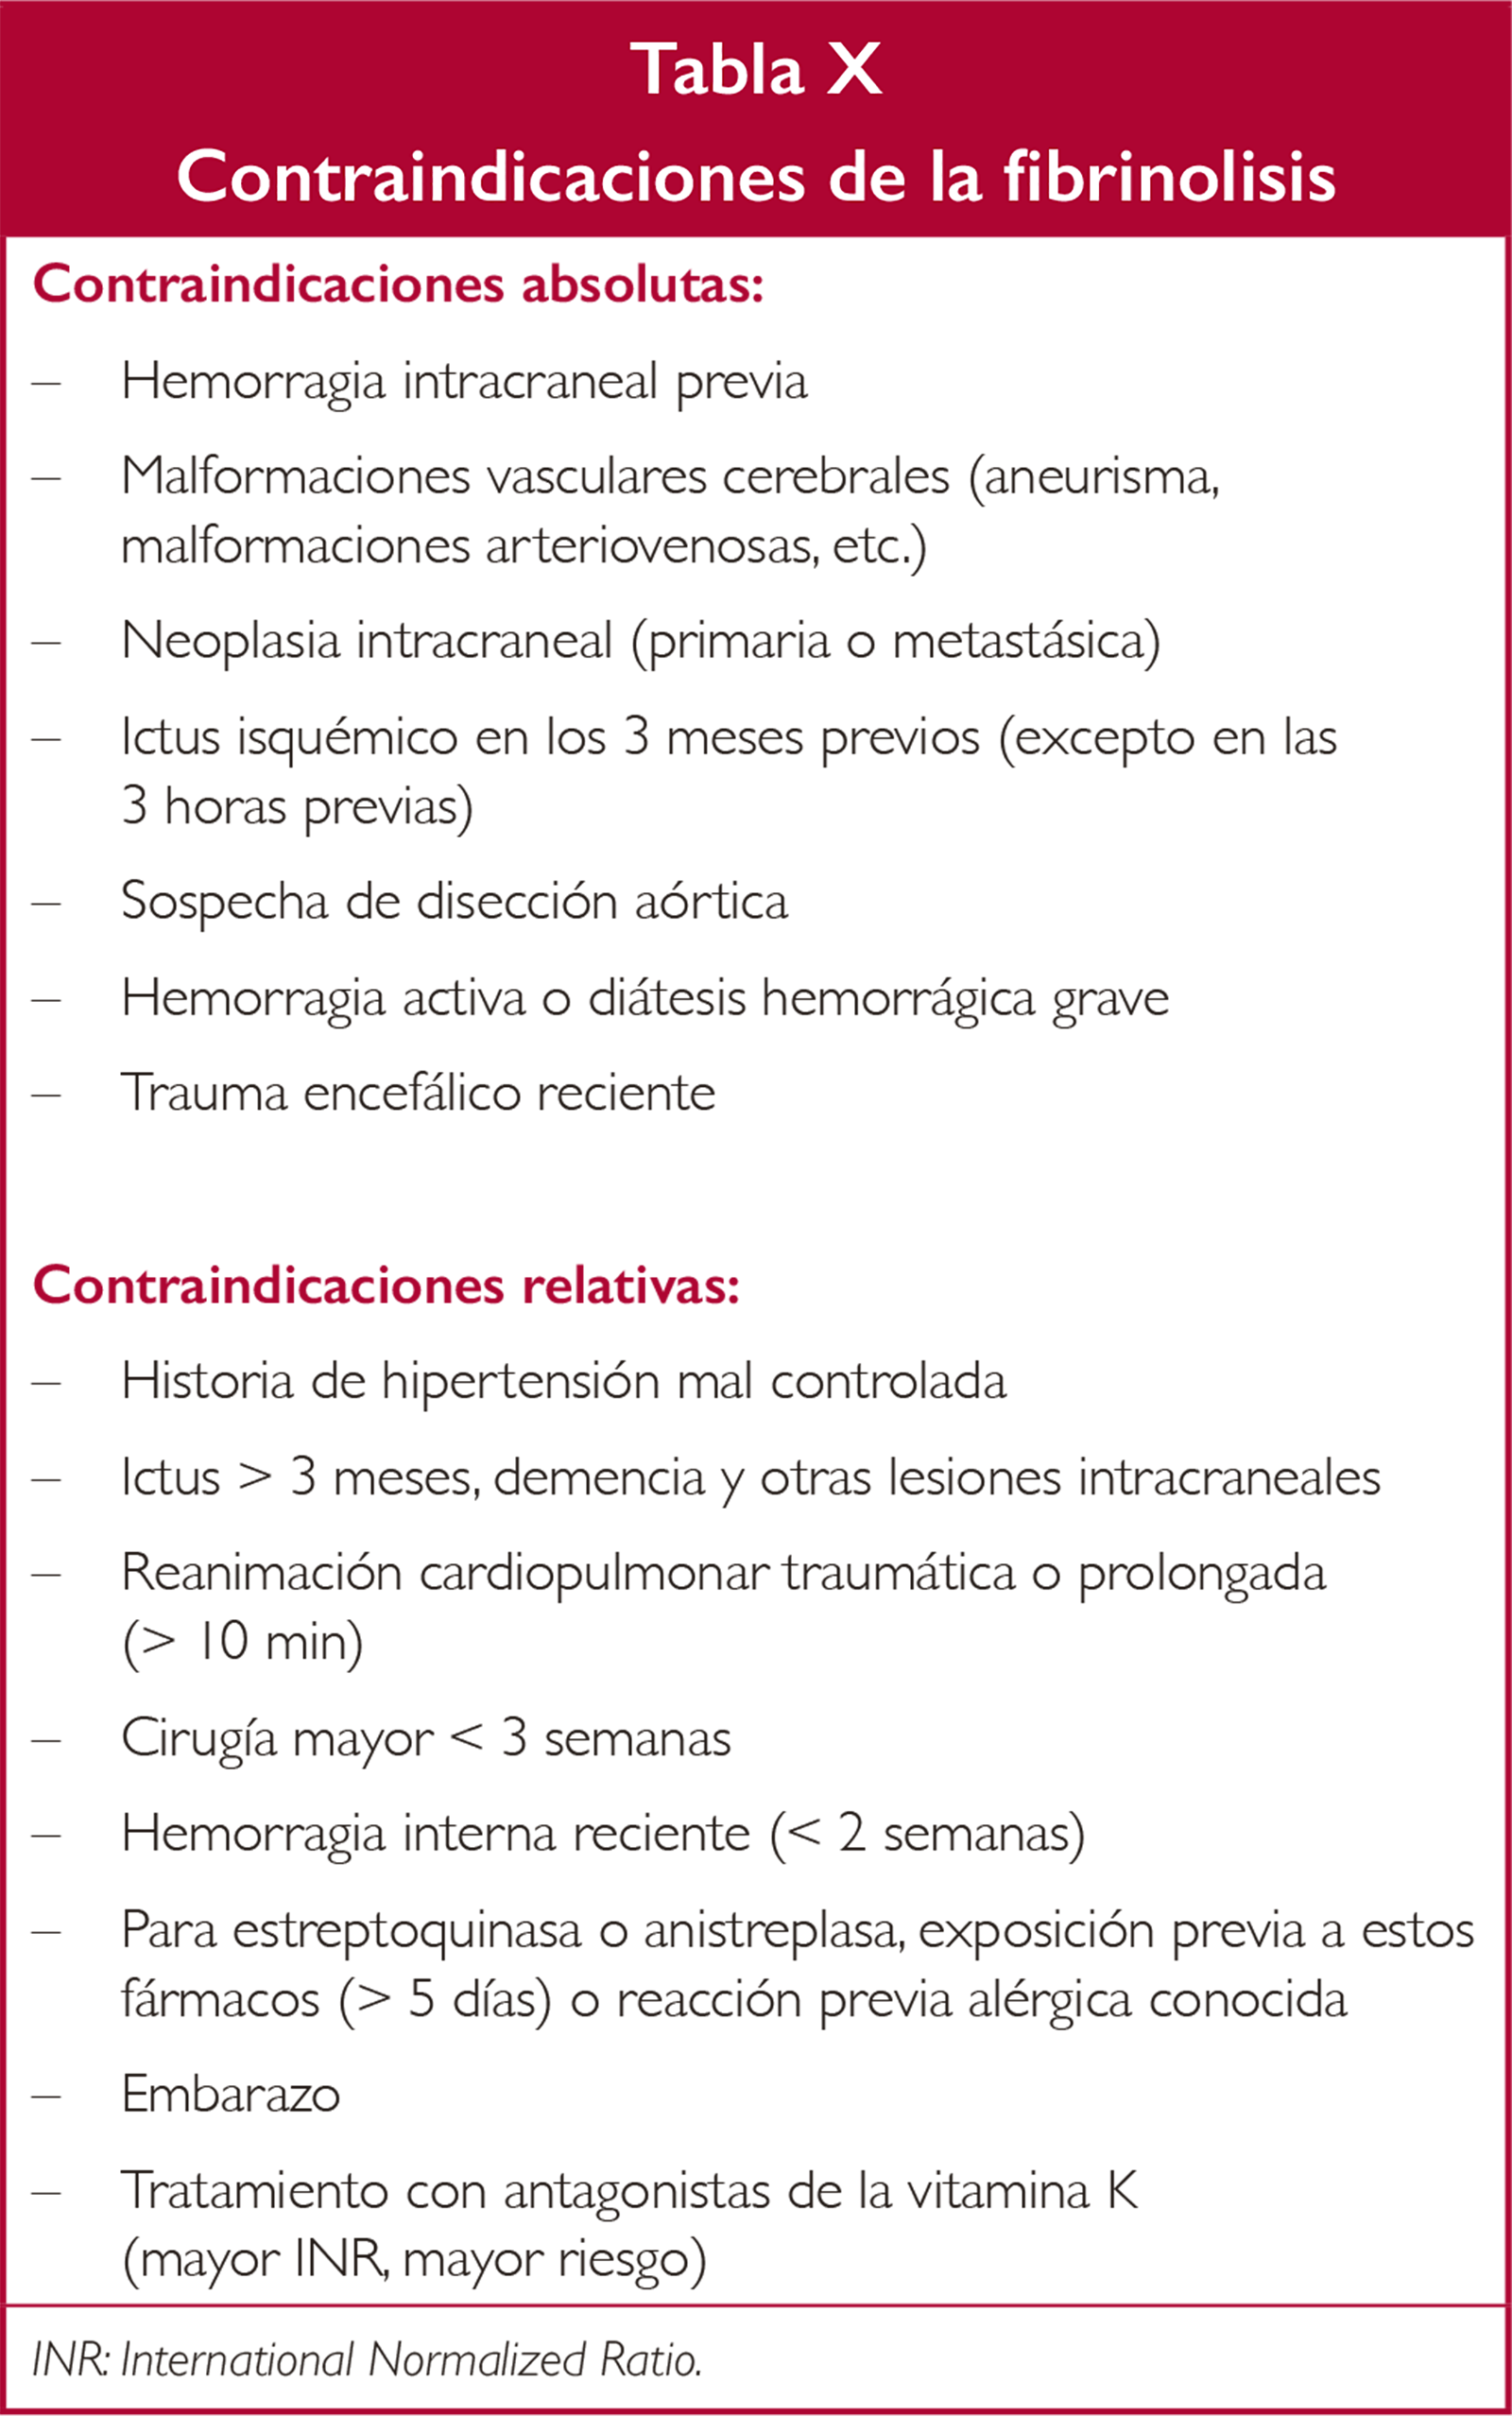 Tabla X
Contraindicaciones de la fibrinolisis
Contraindicaciones absolutas:
– Hemorragia intracraneal previa
– Malformaciones vasculares cerebrales (aneurisma,
malformaciones arteriovenosas, etc.)
– Neoplasia intracraneal (primaria o metastásica)
– Ictus isquémico en los 3 meses previos (excepto en las
3 horas previas)
– Sospecha de disección aórtica
– Hemorragia activa o diátesis hemorrágica grave
– Trauma encefálico reciente
Contraindicaciones relativas:
– Historia de hipertensión mal controlada
– Ictus > 3 meses, demencia y otras lesiones intracraneales
– Reanimación cardiopulmonar traumática o prolongada
(> 10 min)
– Cirugía mayor < 3 semanas
– Hemorragia interna reciente (< 2 semanas)
– Para estreptoquinasa o anistreplasa, exposición previa a estos
fármacos (> 5 días) o reacción previa alérgica conocida
– Embarazo
– Tratamiento con antagonistas de la vitamina K
(mayor INR, mayor riesgo)
INR: International Normalized Ratio.